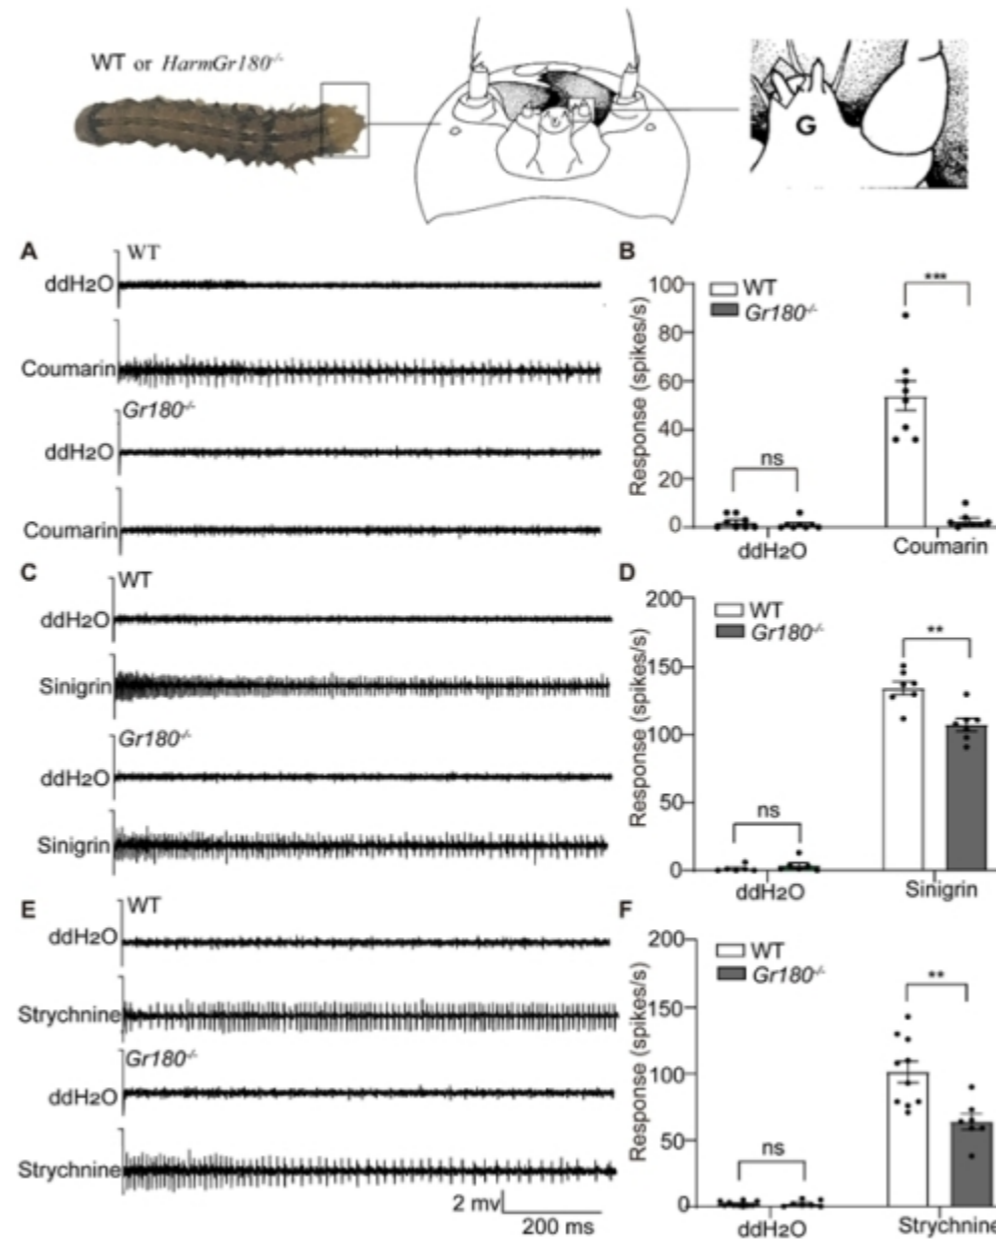 WT or HarmGr180-/-
G
A
WT
ddH2O
Coumarin
Gr180-/-
ddH2O
Coumarin
B
Response (spikes/s)
100
80
60
40
20
0
WT
Gr180-/-
ns
***
ddH2O
Coumarin
C
WT
ddH2O
Sinigrin
Gr180-/-
ddH2O
Sinigrin
D
Response (spikes/s)
200
150
100
50
0
WT
Gr180-/-
ns
**
ddH2O
Sinigrin
E
WT
ddH2O
Strychnine
Gr180-/-
ddH2O
Strychnine
2 mv
200 ms
F
Response (spikes/s)
200
150
100
50
0
WT
Gr180-/-
ns
**
ddH2O
Strychnine